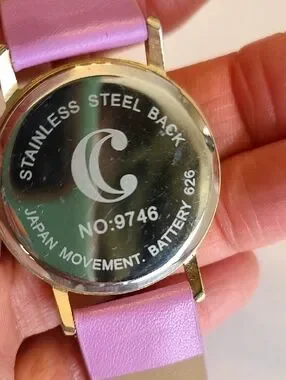 STAINLESS STEEL BACK
C
NO:9746
JAPAN MOVEMENT. BATTERY 626